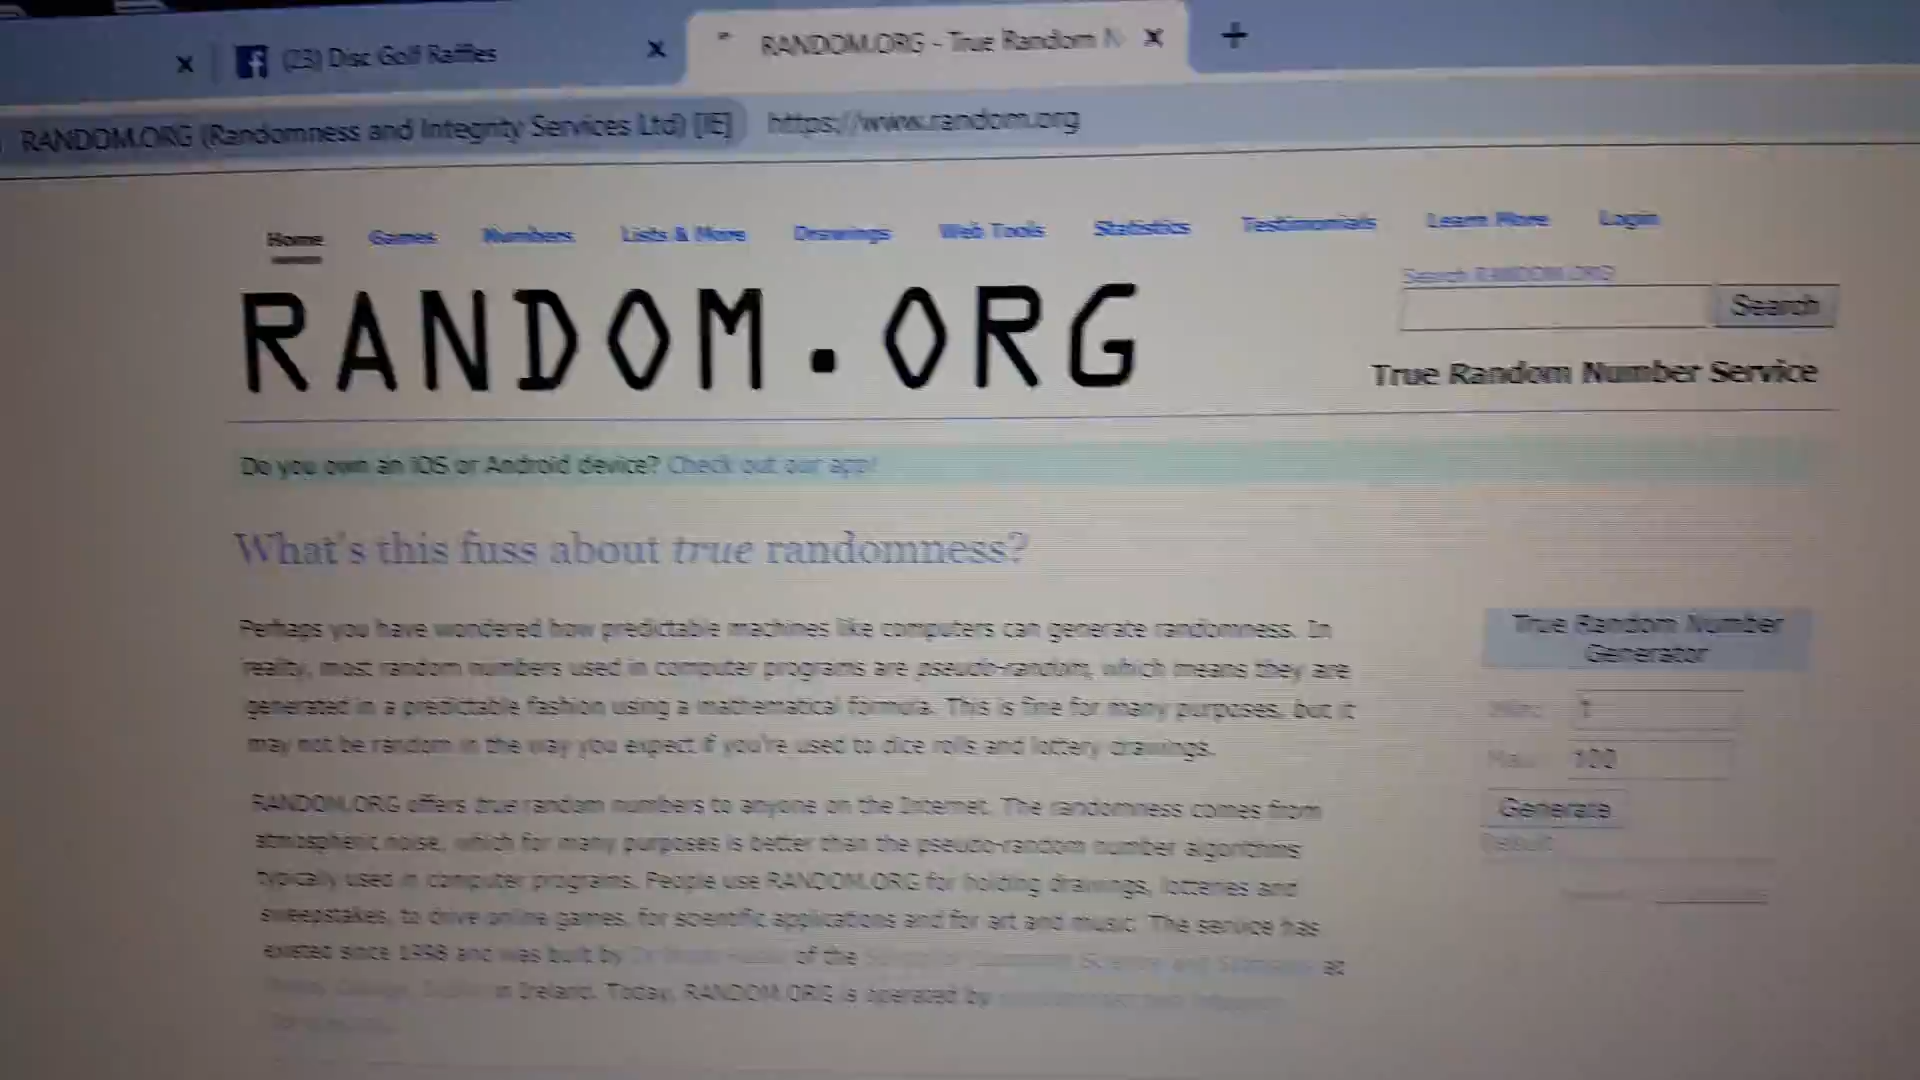 (23) Disc Golf Raffles
RANDOM.ORG - True Random N
RANDOM.ORG (Randomness and Integrity Services Ltd) [IE] https://www.random.org
Home Games Numbers Lists & More Drawings Web Tools Statistics Testimonials Learn More Login
RANDOM.ORG
Search RANDOM.ORG
Search
True Random Number Service
Do you own an iOS or Android device? Check out our app!
What's this fuss about true randomness?
Perhaps you have wondered how predictable machines like computers can generate randomness. In
reality, most random numbers used in computer programs are pseudo-random, which means they are
generated in a predictable fashion using a mathematical formula. This is fine for many purposes, but it
may not be random in the way you expect if you're used to dice rolls and lottery drawings.
RANDOM.ORG offers true random numbers to anyone on the Internet. The randomness comes from
atmospheric noise, which for many purposes is better than the pseudo-random number algorithms
typically used in computer programs. People use RANDOM.ORG for holding drawings, lotteries and
sweepstakes, to drive online games, for scientific applications and for art and music. The service has
existed since 1998 and was built by of the at
in Ireland. Today, RANDOM.ORG is operated by
True Random Number
Generator
Min: 1
Max: 100
Generate
Result: